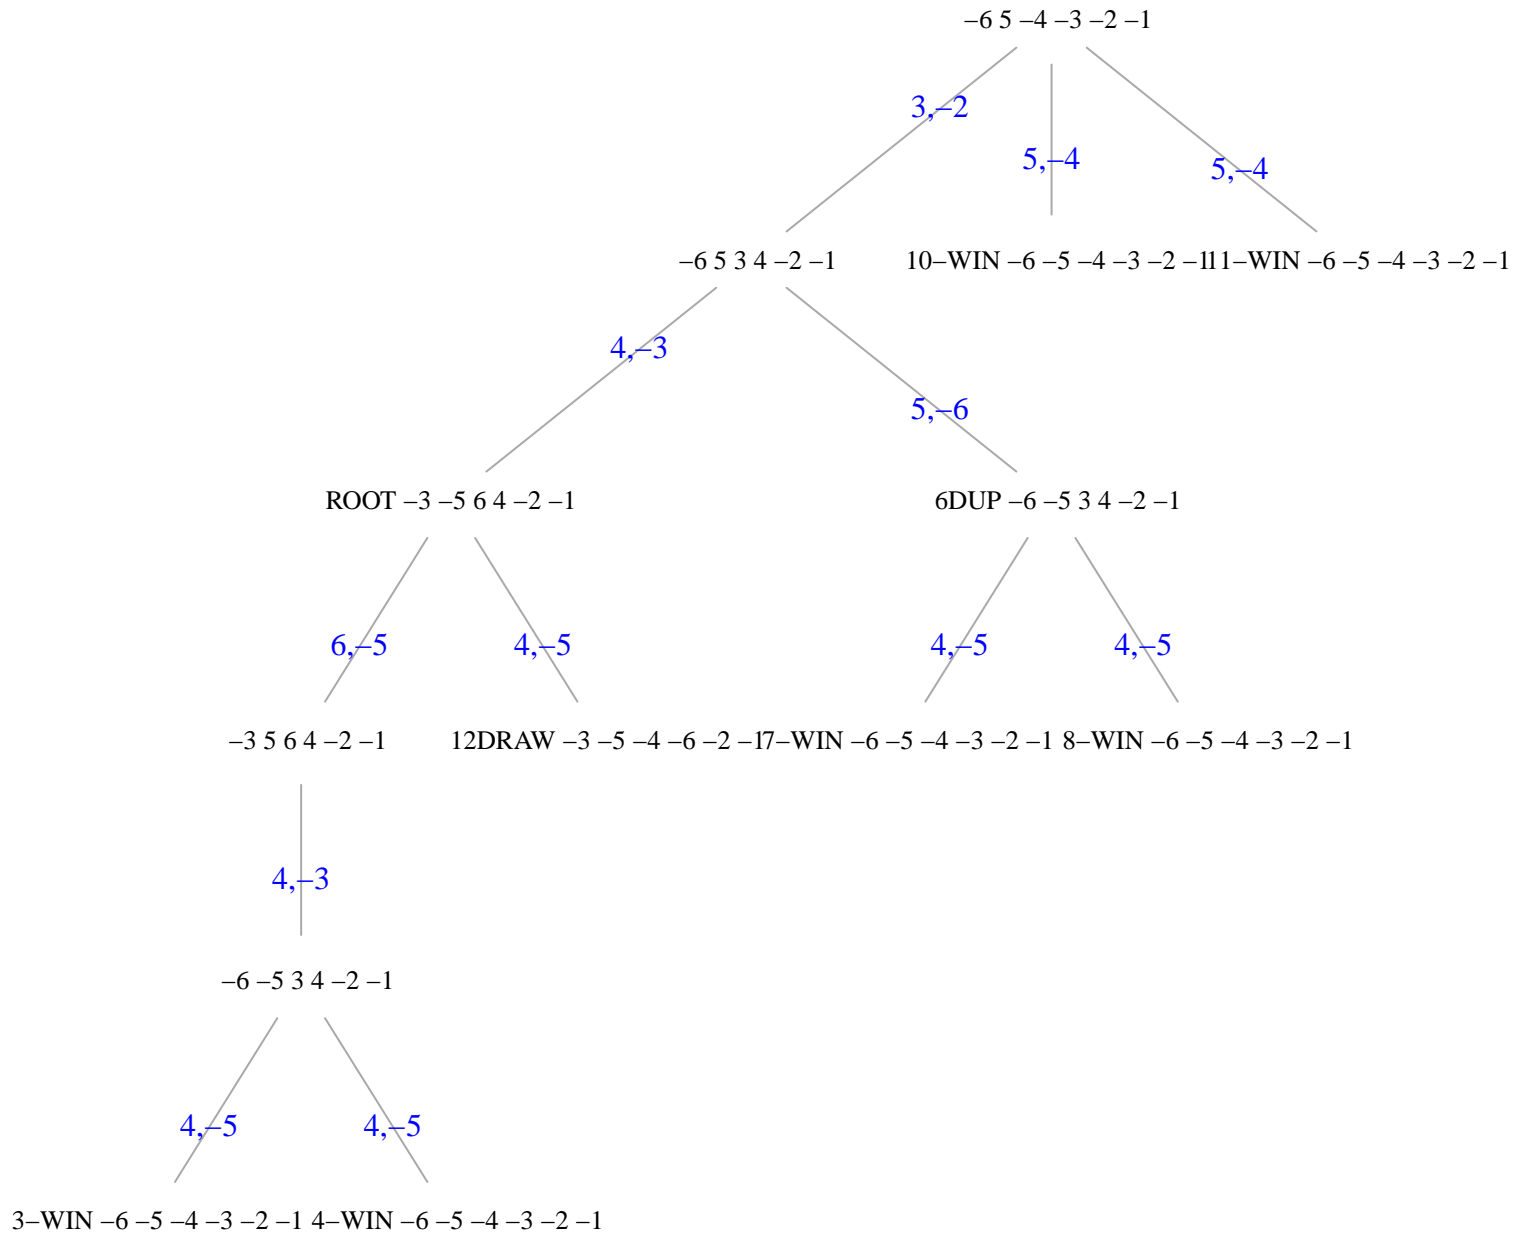 –6 5 –4 –3 –2 –1
3,–2
5,–4
5,–4
–6 5 3 4 –2 –1
10–WIN –6 –5 –4 –3 –2 –1
11–WIN –6 –5 –4 –3 –2 –1
4,–3
5,–6
ROOT –3 –5 6 4 –2 –1
6DUP –6 –5 3 4 –2 –1
6,–5
4,–5
4,–5
4,–5
–3 5 6 4 –2 –1
12DRAW –3 –5 –4 –6 –2 –1
7–WIN –6 –5 –4 –3 –2 –1
8–WIN –6 –5 –4 –3 –2 –1
4,–3
–6 –5 3 4 –2 –1
4,–5
4,–5
3–WIN –6 –5 –4 –3 –2 –1
4–WIN –6 –5 –4 –3 –2 –1